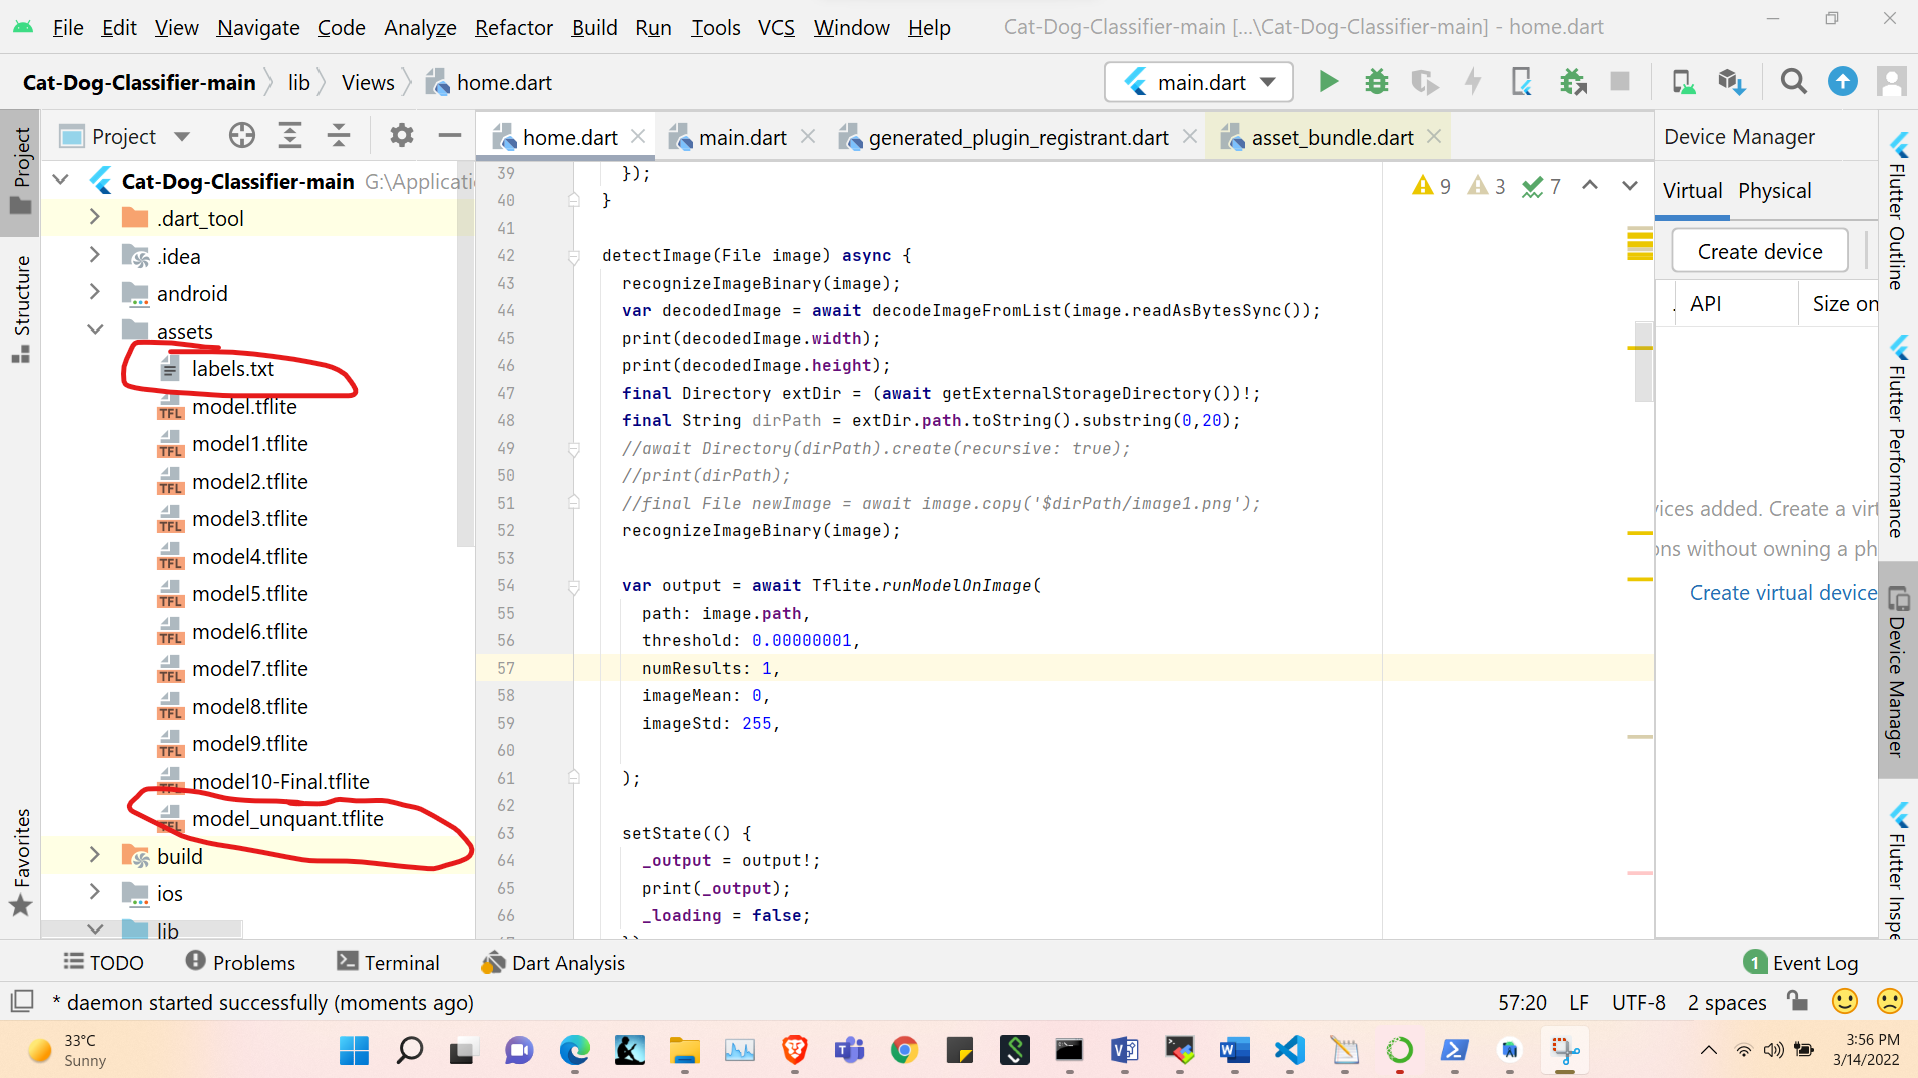 File Edit View Navigate Code Analyze Refactor Build Run Tools VCS Window Help Cat-Dog-Classifier-main [...\Cat-Dog-Classifier-main] - home.dart
Cat-Dog-Classifier-main lib Views home.dart main.dart
Project
home.dart main.dart generated_plugin_registrant.dart asset_bundle.dart
Device Manager
Virtual Physical
Create device
API Size on
Project
Structure
Favorites
Cat-Dog-Classifier-main G:\Applicati
.dart_tool
.idea
android
assets
labels.txt
model.tflite
model1.tflite
model2.tflite
model3.tflite
model4.tflite
model5.tflite
model6.tflite
model7.tflite
model8.tflite
model9.tflite
model10-Final.tflite
model_unquant.tflite
build
ios
lib
9 3 7
39 });
40 }
41
42 detectImage(File image) async {
43 recognizeImageBinary(image);
44 var decodedImage = await decodeImageFromList(image.readAsBytesSync());
45 print(decodedImage.width);
46 print(decodedImage.height);
47 final Directory extDir = (await getExternalStorageDirectory())!;
48 final String dirPath = extDir.path.toString().substring(0,20);
49 //await Directory(dirPath).create(recursive: true);
50 //print(dirPath);
51 //final File newImage = await image.copy('$dirPath/image1.png');
52 recognizeImageBinary(image);
53
54 var output = await Tflite.runModelOnImage(
55 path: image.path,
56 threshold: 0.00000001,
57 numResults: 1,
58 imageMean: 0,
59 imageStd: 255,
60
61 );
62
63 setState(() {
64 _output = output!;
65 print(_output);
66 _loading = false;
ices added. Create a virt
ns without owning a ph
Create virtual device
Flutter Outline
Flutter Performance
Device Manager
Flutter Inspe
TODO Problems Terminal Dart Analysis 1 Event Log
* daemon started successfully (moments ago) 57:20 LF UTF-8 2 spaces
33°C
Sunny
3:56 PM
3/14/2022